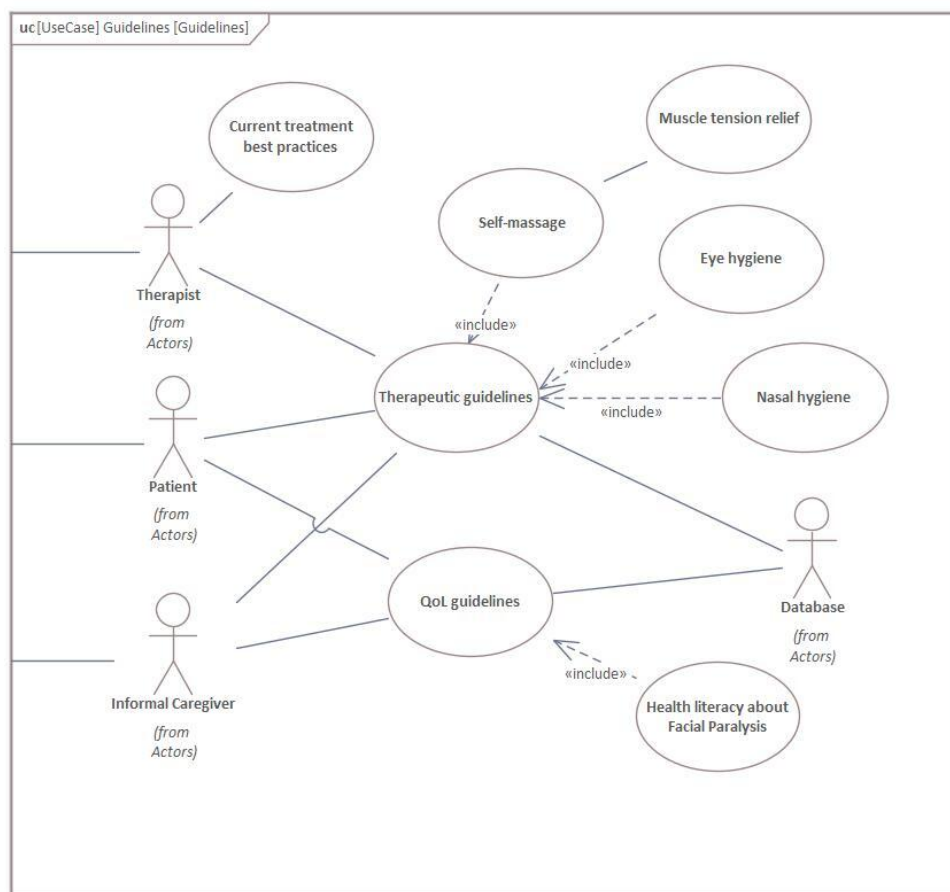 uc [UseCase] Guidelines [Guidelines]
Current treatment
best practices
Muscle tension relief
Self-massage
Eye hygiene
Therapist
(from
Actors)
«include»
«include»
Therapeutic guidelines
Nasal hygiene
«include»
Patient
(from
Actors)
QoL guidelines
Database
(from
Actors)
«include»
Informal Caregiver
(from
Actors)
Health literacy about
Facial Paralysis